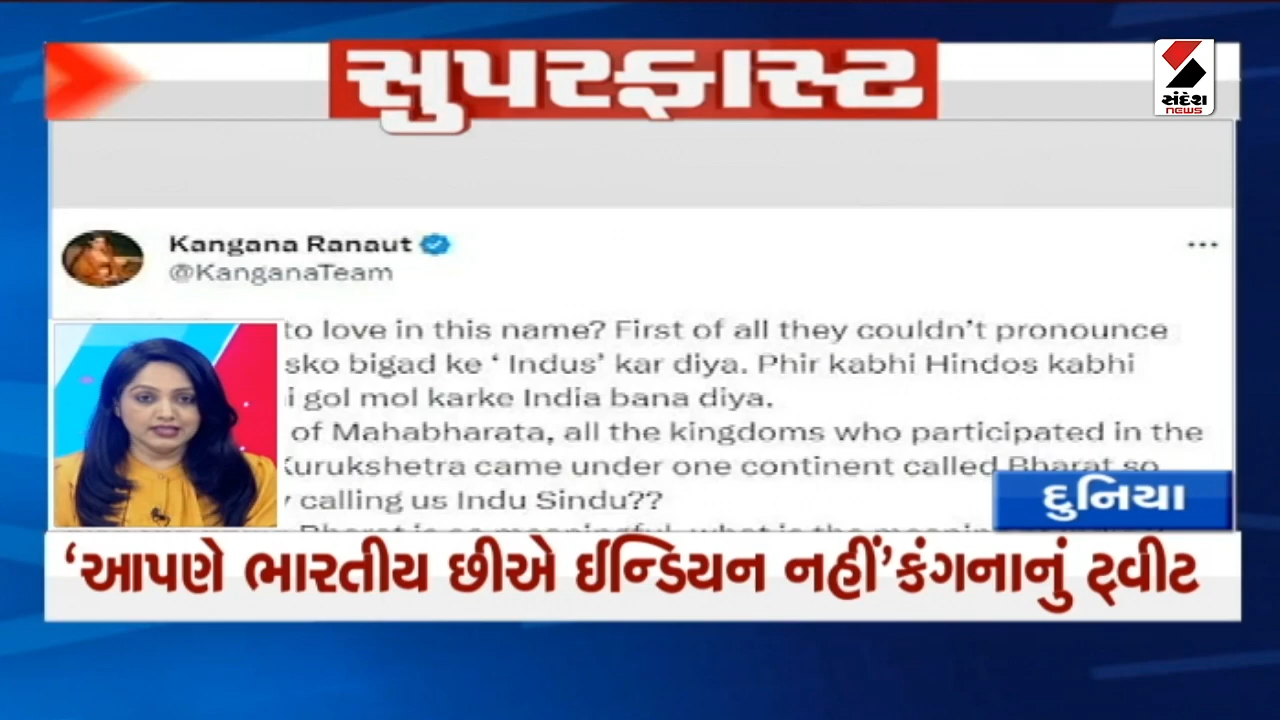 સુપરફાસ્ટ
સંદેશ
NEWS
Kangana Ranaut
@KanganaTeam
to love in this name? First of all they couldn't pronounce
sko bigad ke ‘ Indus’ kar diya. Phir kabhi Hindos kabhi
i gol mol karke India bana diya.
of Mahabharata, all the kingdoms who participated in the
Kurukshetra came under one continent called Bharat so
calling us Indu Sindu??
દુનિયા
‘આપણે ભારતીય છીએ ઈન્ડિયન નહીં’કંગનાનું ટ્વીટ